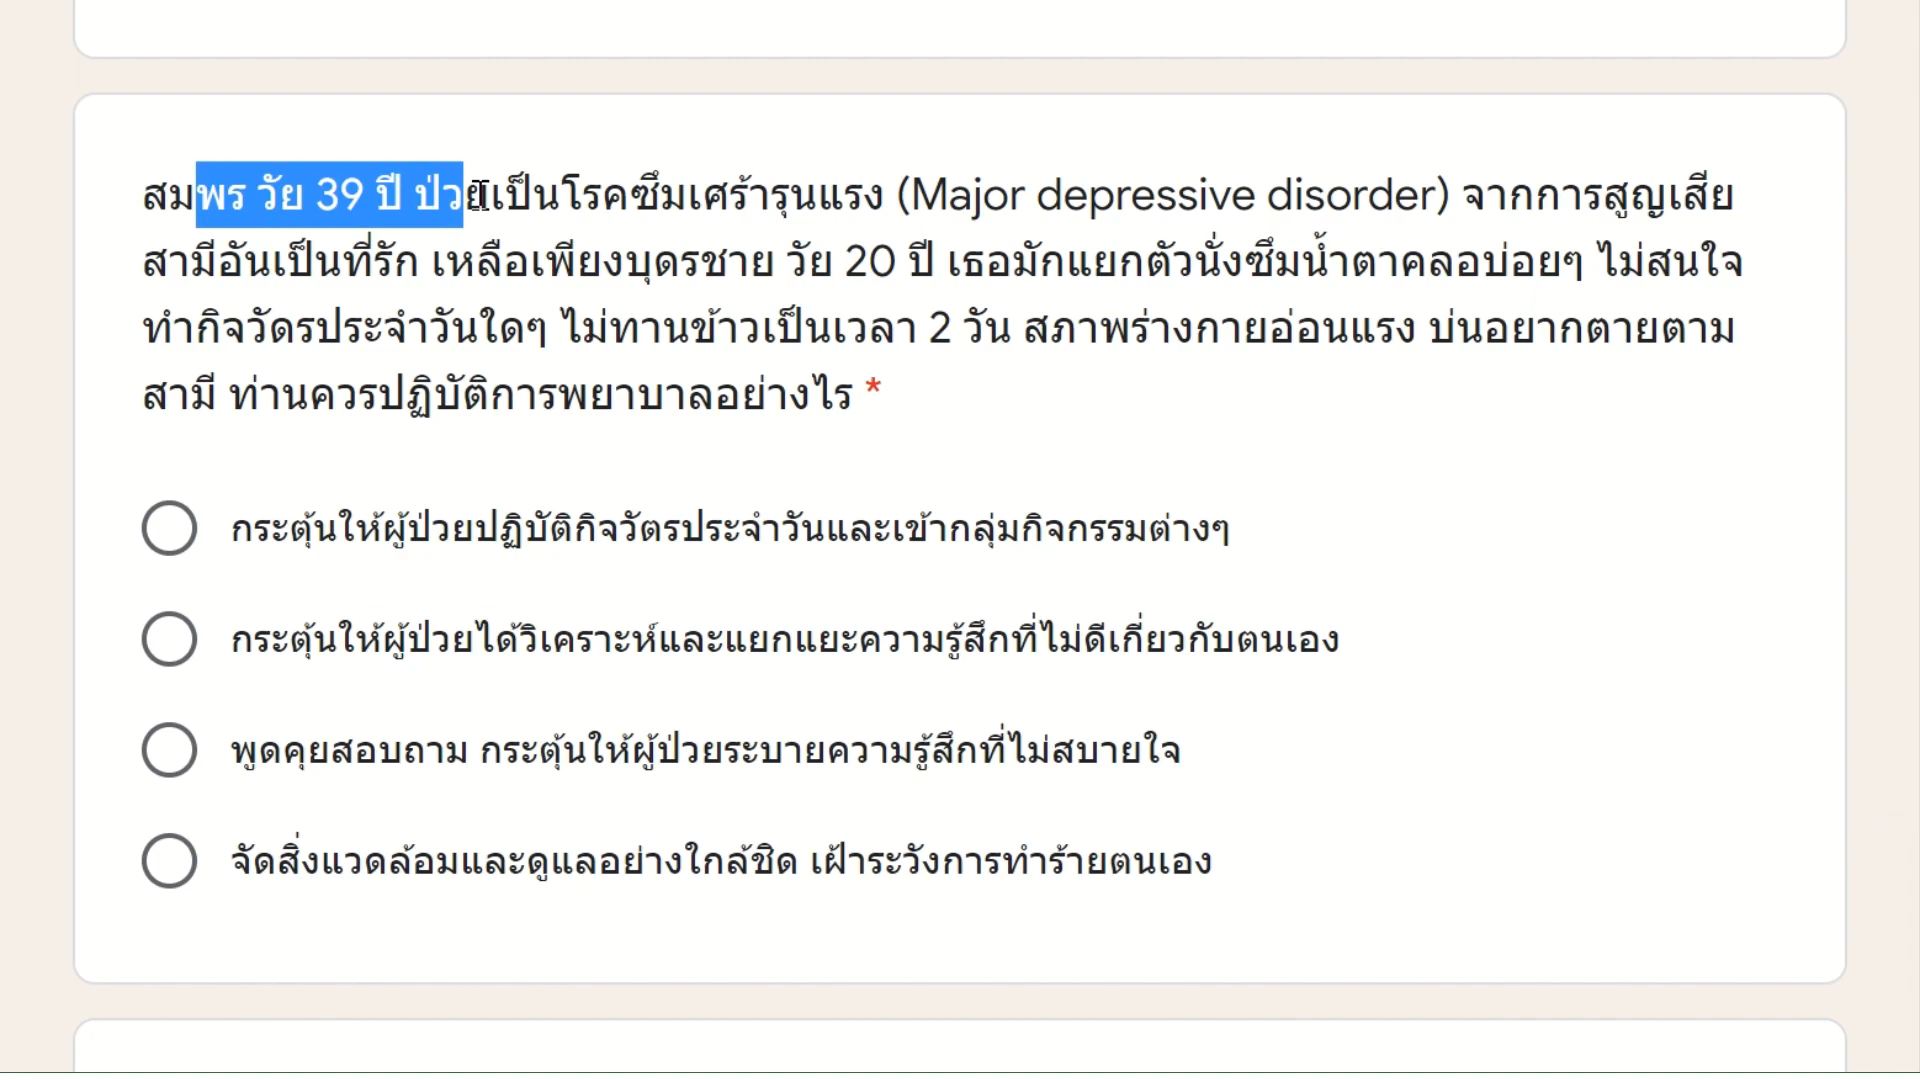 สมพร วัย 39 ปี ป่วยเป็นโรคซึมเศร้ารุนแรง (Major depressive disorder) จากการสูญเสีย
สามีอันเป็นที่รัก เหลือเพียงบุดรชาย วัย 20 ปี เธอมักแยกตัวนั่งซึมน้ำตาคลอบ่อยๆ ไม่สนใจ
ทำกิจวัดรประจำวันใดๆ ไม่ทานข้าวเป็นเวลา 2 วัน สภาพร่างกายอ่อนแรง บ่นอยากตายตาม
สามี ท่านควรปฏิบัติการพยาบาลอย่างไร *
กระตุ้นให้ผู้ป่วยปฏิบัติกิจวัตรประจำวันและเข้ากลุ่มกิจกรรมต่างๆ
กระตุ้นให้ผู้ป่วยได้วิเคราะห์และแยกแยะความรู้สึกที่ไม่ดีเกี่ยวกับตนเอง
พูดคุยสอบถาม กระตุ้นให้ผู้ป่วยระบายความรู้สึกที่ไม่สบายใจ
จัดสิ่งแวดล้อมและดูแลอย่างใกล้ชิด เฝ้าระวังการทำร้ายตนเอง